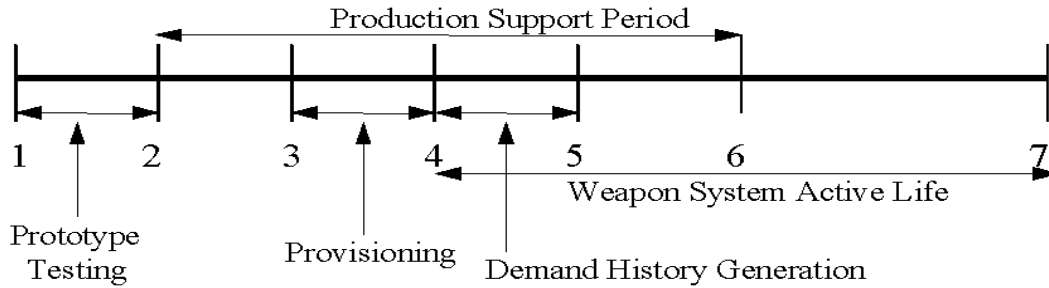 Production Support Period
1 2 3 4 5 6 7
Weapon System Active Life
Prototype
Testing
Provisioning
Demand History Generation